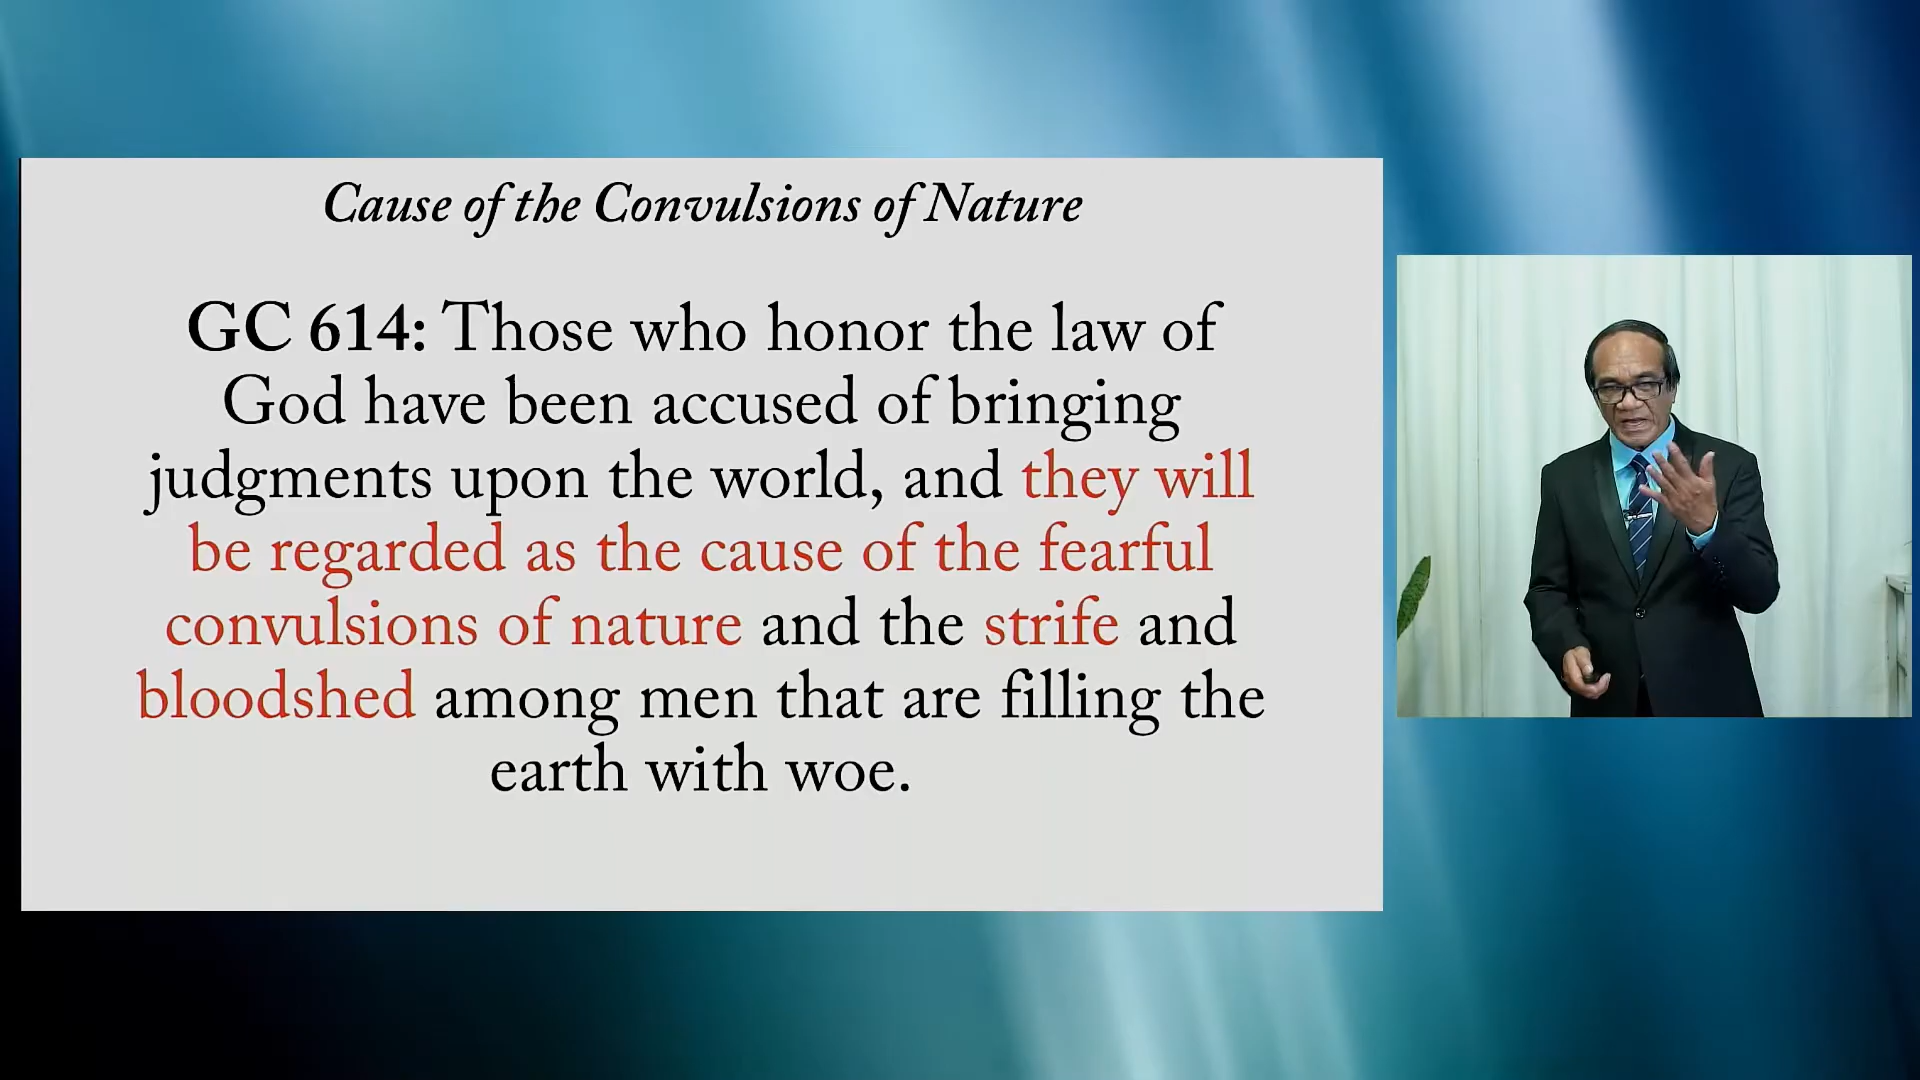 Cause of the Convulsions of Nature
GC 614: Those who honor the law of
God have been accused of bringing
judgments upon the world, and they will
be regarded as the cause of the fearful
convulsions of nature and the strife and
bloodshed among men that are filling the
earth with woe.